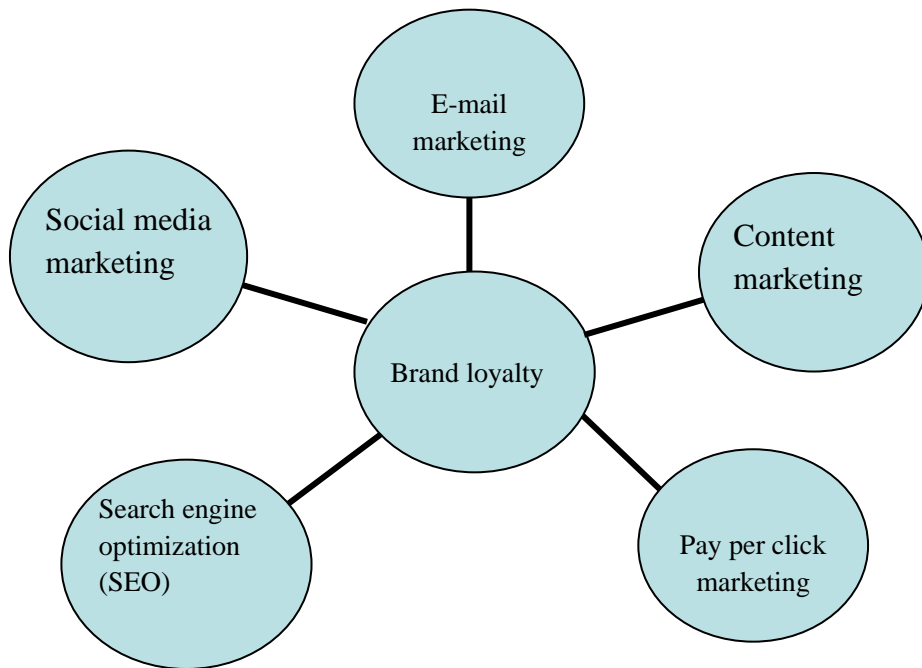 E-mail
marketing
Social media
marketing
Content
marketing
Brand loyalty
Search engine
optimization
(SEO)
Pay per click
marketing